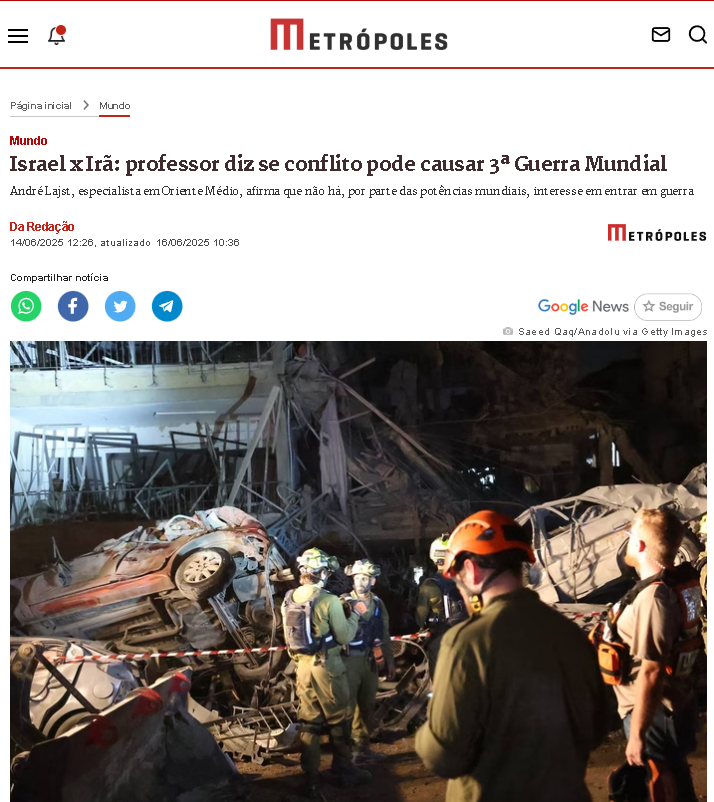 METRÓPOLES
Página inicial
Mundo
Mundo
Israel x Irã: professor diz se conflito pode causar 3ª Guerra Mundial
André Lajst, especialista em Oriente Médio, afirma que não há, por parte das potências mundiais, interesse em entrar em guerra
Da Redação
METRÓPOLES
14/06/2025 12:26, atualizado 16/06/2025 10:36
Compartilhar notícia
Google News Seguir
Saeed Qaq/Anadolu via Getty Images